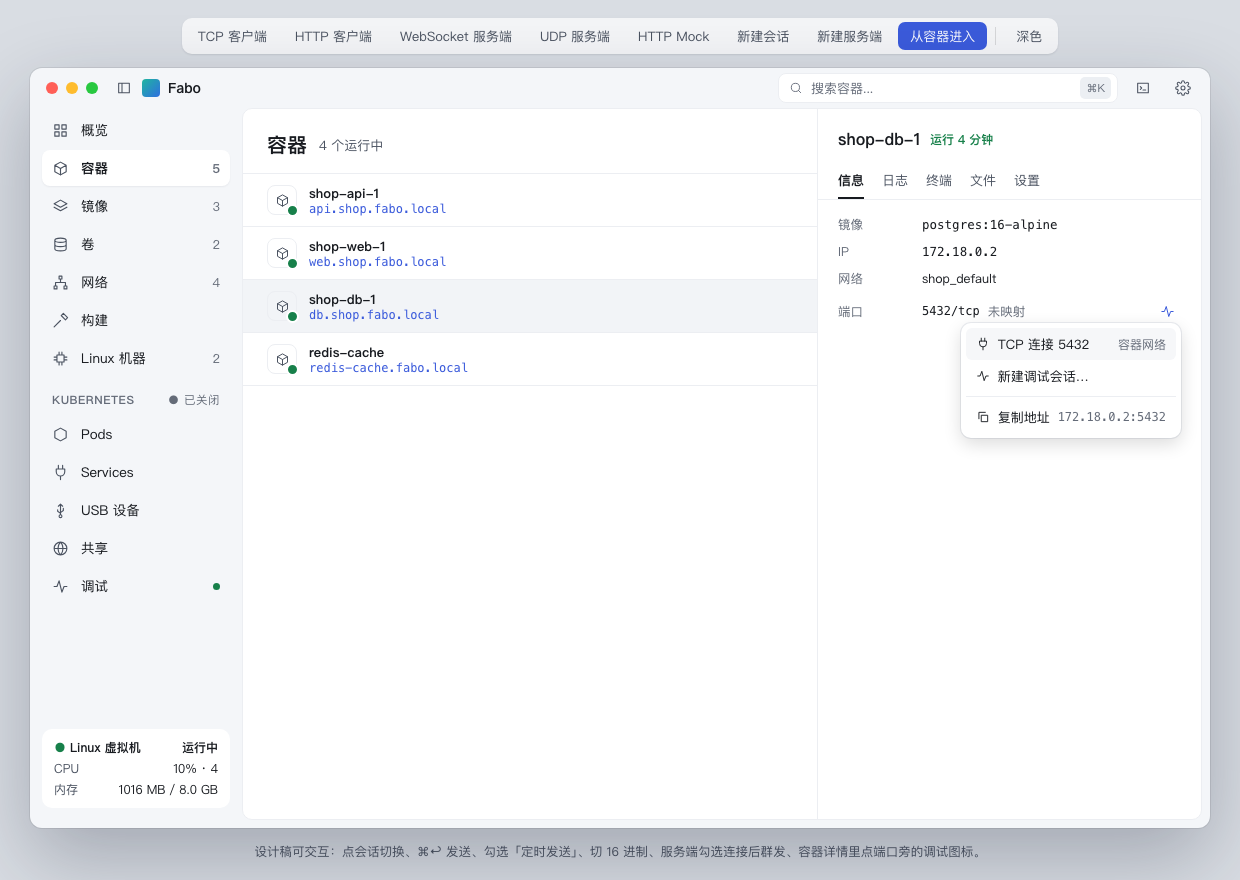 TCP 客户端 HTTP 客户端 WebSocket 服务端 UDP 服务端 HTTP Mock 新建会话 新建服务端 从容器进入 深色
Fabo
搜索容器... ⌘K
概览
容器 5
镜像 3
卷 2
网络 4
构建
Linux 机器 2
KUBERNETES 已关闭
Pods
Services
USB 设备
共享
调试
Linux 虚拟机 运行中
CPU 10% · 4
内存 1016 MB / 8.0 GB
容器 4 个运行中
shop-api-1
api.shop.fabo.local
shop-web-1
web.shop.fabo.local
shop-db-1
db.shop.fabo.local
redis-cache
redis-cache.fabo.local
shop-db-1 运行 4 分钟
信息 日志 终端 文件 设置
镜像 postgres:16-alpine
IP 172.18.0.2
网络 shop_default
端口 5432/tcp 未映射
TCP 连接 5432 容器网络
新建调试会话...
复制地址 172.18.0.2:5432
设计稿可交互：点会话切换、⌘↩ 发送、勾选「定时发送」、切 16 进制、服务端勾选连接后群发、容器详情里点端口旁的调试图标。